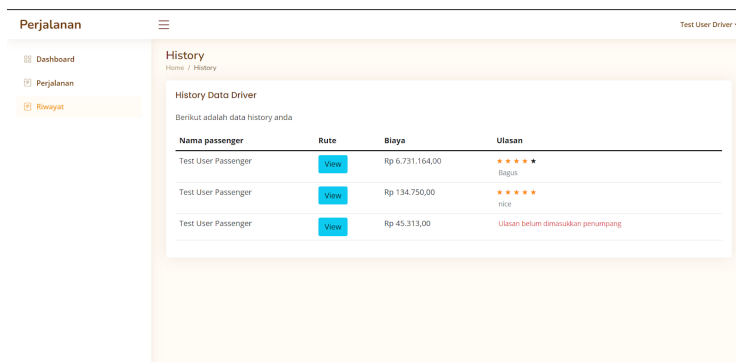 Perjalanan
Test User Driver
Dashboard
Perjalanan
Riwayat
History
Home / History
History Data Driver
Berikut adalah data history anda
Nama passenger Rute Biaya Ulasan
Test User Passenger View Rp 6.731.164,00 ★★★★★
Bagus
Test User Passenger View Rp 134.750,00 ★★★★★
nice
Test User Passenger View Rp 45.313,00 Ulasan belum dimasukkan penumpang